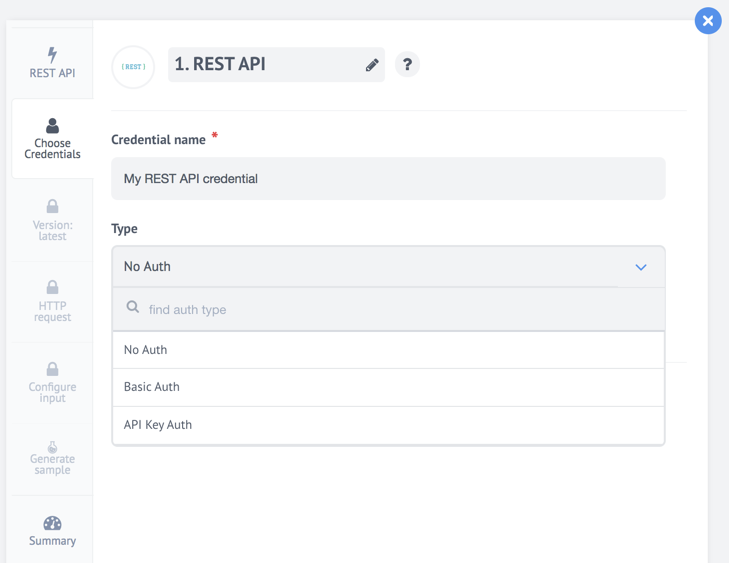 REST API
Choose
Credentials
Version:
latest
HTTP
request
Configure
input
Generate
sample
Summary
{ REST }
1. REST API
?
Credential name *
My REST API credential
Type
No Auth
find auth type
No Auth
Basic Auth
API Key Auth